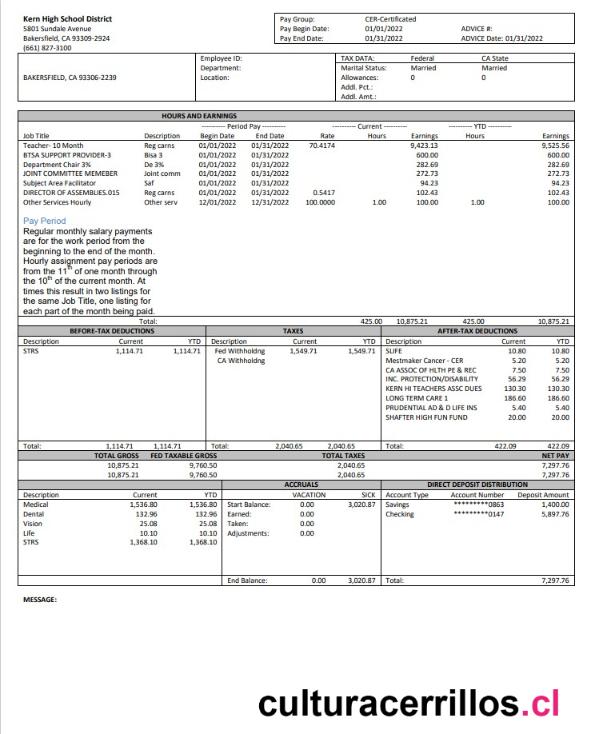 Kern High School District
5801 Sundale Avenue
Bakersfield, CA 93309-2924
(661) 827-3100
Pay Group: CER-Certificated
Pay Begin Date: 01/01/2022 ADVICE #:
Pay End Date: 01/31/2022 ADVICE Date: 01/31/2022
BAKERSFIELD, CA 93306-2239
Employee ID:
Department:
Location:
TAX DATA: Federal CA State
Marital Status: Married Married
Allowances: 0 0
Addl. Pct.:
Addl. Amt.:
HOURS AND EARNINGS
---------- Period Pay ---------- ---------- Current ---------- ---------- YTD ----------
Job Title Description Begin Date End Date Rate Hours Earnings Hours Earnings
Teacher- 10 Month Reg carns 01/01/2022 01/31/2022 70.4174 9,423.13 9,525.56
BTSA SUPPORT PROVIDER-3 Bisa 3 01/01/2022 01/31/2022 600.00 600.00
Department Chair 3% De 3% 01/01/2022 01/31/2022 282.69 282.69
JOINT COMMITTEE MEMEBER Joint comm 01/01/2022 01/31/2022 272.73 272.73
Subject Area Facilitator Saf 01/01/2022 01/31/2022 94.23 94.23
DIRECTOR OF ASSEMBLIES.015 Reg carns 01/01/2022 01/31/2022 0.5417 102.43 102.43
Other Services Hourly Other serv 12/01/2022 12/31/2022 100.0000 1.00 100.00 1.00 100.00
Pay Period
Regular monthly salary payments
are for the work period from the
beginning to the end of the month.
Hourly assignment pay periods are
from the 11th of one month through
the 10th of the current month. At
times this result in two listings for
the same Job Title, one listing for
each part of the month being paid.
Total: 425.00 10,875.21 425.00 10,875.21
BEFORE-TAX DEDUCTIONS
Description Current YTD
STRS 1,114.71 1,114.71
Total: 1,114.71 1,114.71
TAXES
Description Current YTD
Fed Withholdng 1,549.71 1,549.71
CA Withholdng
Total: 2,040.65 2,040.65
AFTER-TAX DEDUCTIONS
Description Current YTD
SLIFE 10.80 10.80
Mestmaker Cancer - CER 5.20 5.20
CA ASSOC OF HLTH PE & REC 7.50 7.50
INC. PROTECTION/DISABILITY 56.29 56.29
KERN HI TEACHERS ASSC DUES 130.30 130.30
LONG TERM CARE 1 186.60 186.60
PRUDENTIAL AD & D LIFE INS 5.40 5.40
SHAFTER HIGH FUN FUND 20.00 20.00
Total: 422.09 422.09
TOTAL GROSS FED TAXABLE GROSS TOTAL TAXES NET PAY
10,875.21 9,760.50 2,040.65 7,297.76
10,875.21 9,760.50 2,040.65 7,297.76
Description Current YTD
Medical 1,536.80 1,536.80
Dental 132.96 132.96
Vision 25.08 25.08
Life 10.10 10.10
STRS 1,368.10 1,368.10
ACCRUALS
VACATION SICK
Start Balance: 0.00 3,020.87
Earned: 0.00
Taken: 0.00
Adjustments: 0.00
End Balance: 0.00 3,020.87
DIRECT DEPOSIT DISTRIBUTION
Account Type Account Number Deposit Amount
Savings *********0863 1,400.00
Checking *********0147 5,897.76
Total: 7,297.76
MESSAGE:
culturacerrillos.cl